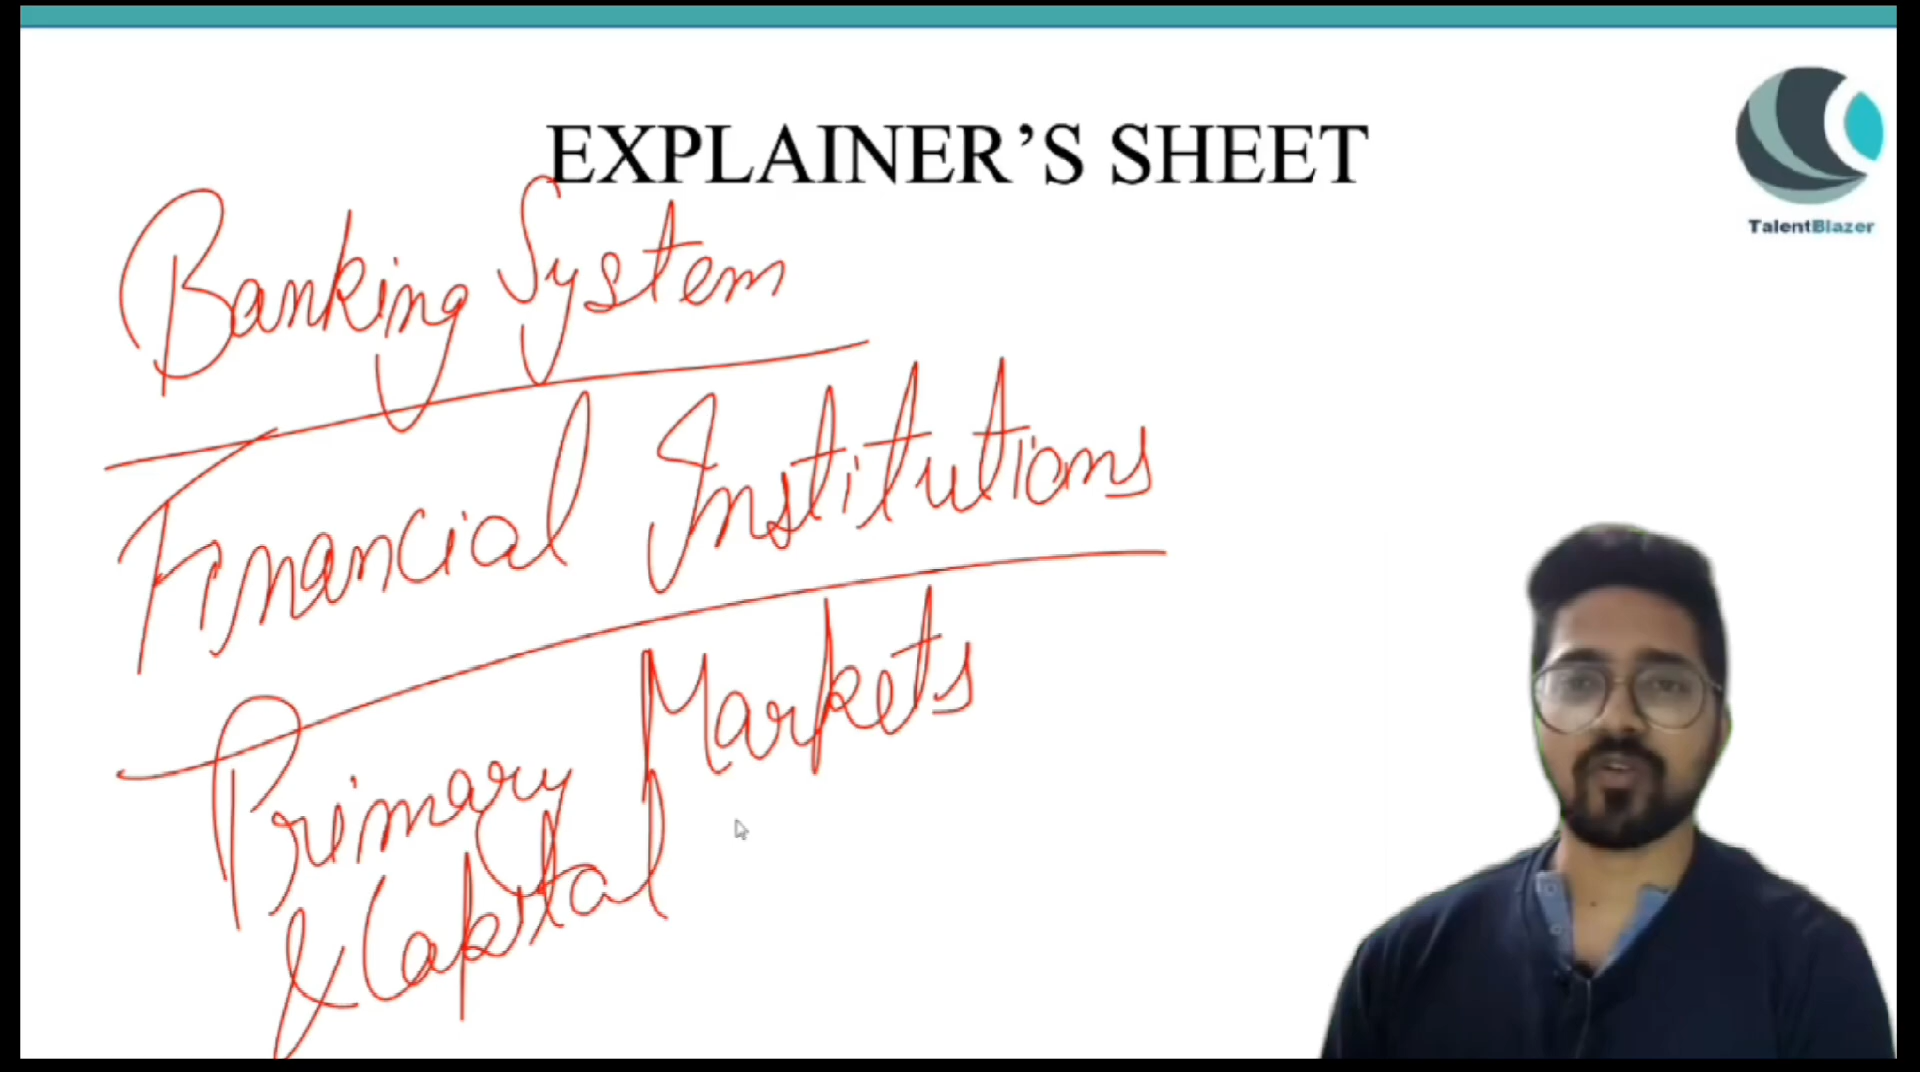 EXPLAINER’S SHEET
TalentBlazer
Banking System
Financial Institutions
Primary Markets
& Capital